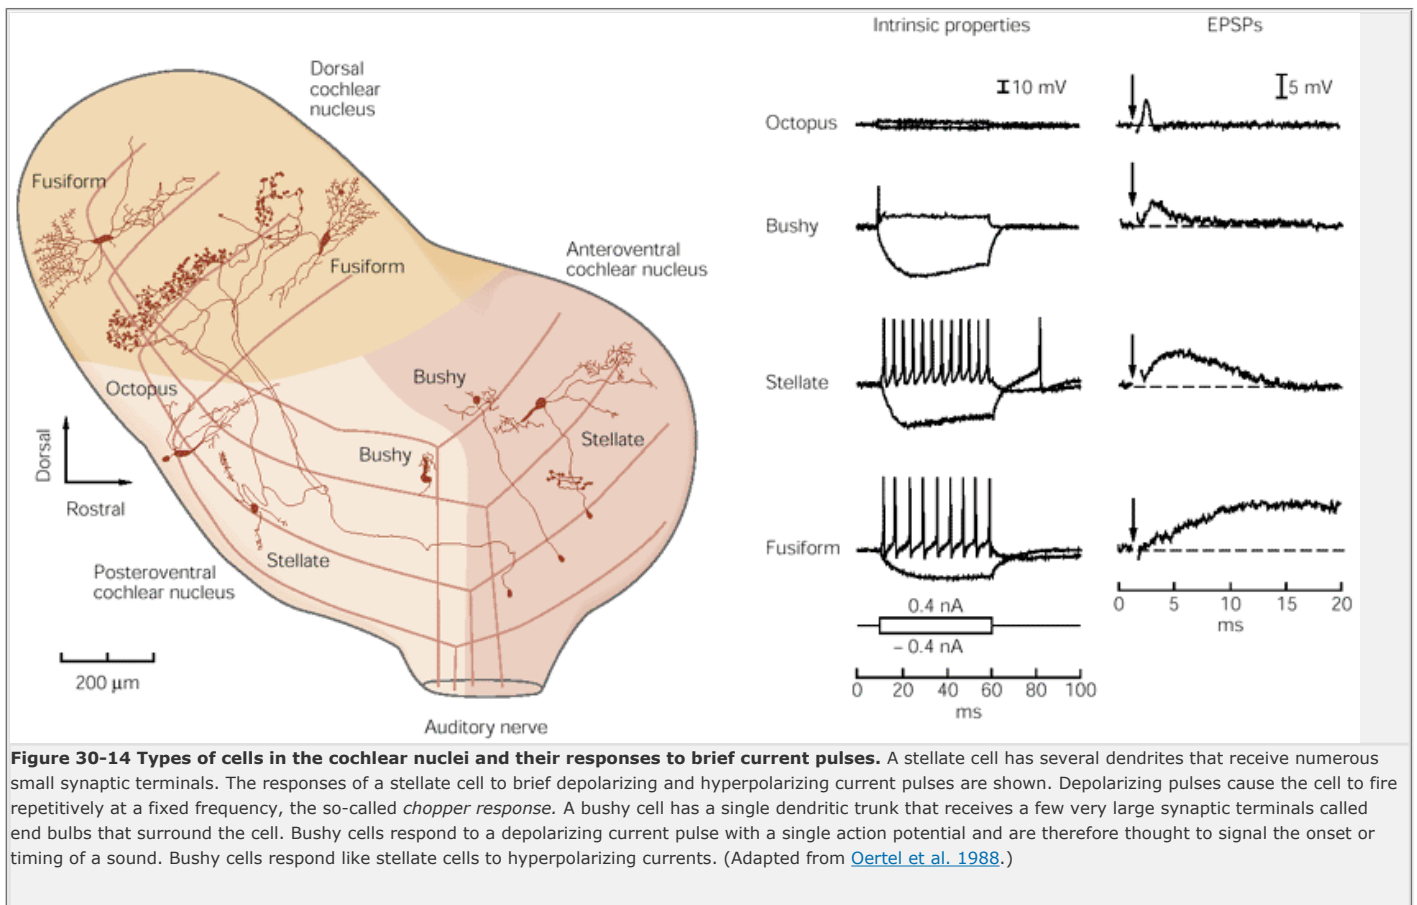 Intrinsic properties
EPSPs
Dorsal
cochlear
nucleus
10 mV
5 mV
Octopus
Fusiform
Fusiform
Anteroventral
cochlear nucleus
Bushy
Octopus
Bushy
Stellate
Stellate
Bushy
Dorsal
Rostral
Stellate
Fusiform
Posteroventral
cochlear nucleus
0 5 10 15 20
ms
0.4 nA
– 0.4 nA
200 μm
0 20 40 60 80 100
ms
Auditory nerve
Figure 30-14 Types of cells in the cochlear nuclei and their responses to brief current pulses. A stellate cell has several dendrites that receive numerous
small synaptic terminals. The responses of a stellate cell to brief depolarizing and hyperpolarizing current pulses are shown. Depolarizing pulses cause the cell to fire
repetitively at a fixed frequency, the so-called chopper response. A bushy cell has a single dendritic trunk that receives a few very large synaptic terminals called
end bulbs that surround the cell. Bushy cells respond to a depolarizing current pulse with a single action potential and are therefore thought to signal the onset or
timing of a sound. Bushy cells respond like stellate cells to hyperpolarizing currents. (Adapted from Oertel et al. 1988.)